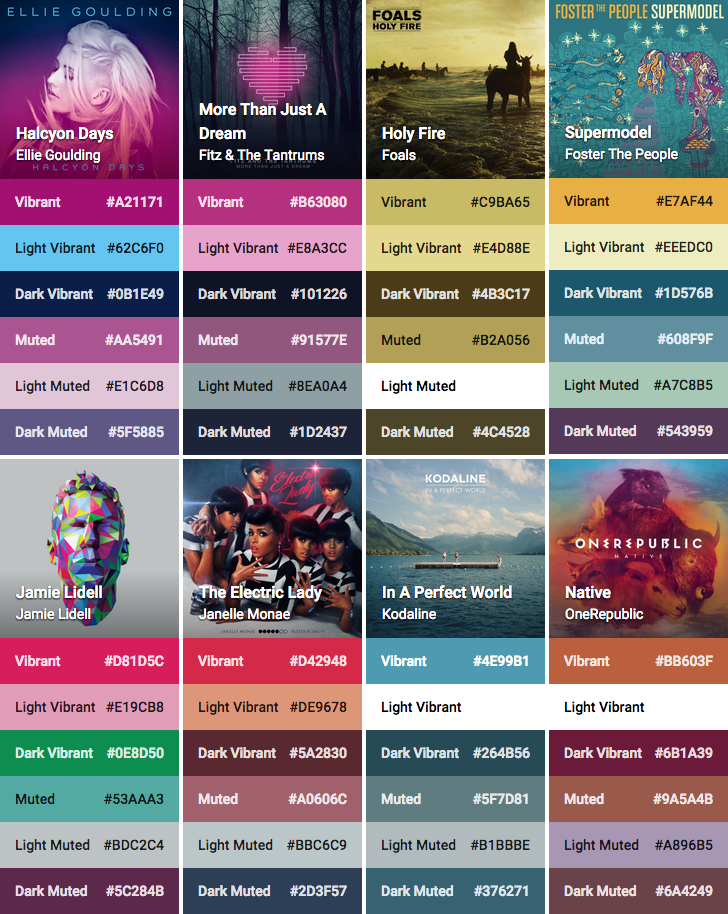 ELLIE GOULDING
Halcyon Days
Ellie Goulding
HALCYON DAYS
Vibrant #A21171
Light Vibrant #62C6F0
Dark Vibrant #0B1E49
Muted #AA5491
Light Muted #E1C6D8
Dark Muted #5F5885
More Than Just A
Dream
Fitz & The Tantrums
MORE THAN JUST A DREAM
Vibrant #B63080
Light Vibrant #E8A3CC
Dark Vibrant #101226
Muted #91577E
Light Muted #8EA0A4
Dark Muted #1D2437
FOALS
HOLY FIRE
Holy Fire
Foals
Vibrant #C9BA65
Light Vibrant #E4D88E
Dark Vibrant #4B3C17
Muted #B2A056
Light Muted
Dark Muted #4C4528
FOSTER THE PEOPLE SUPERMODEL
Supermodel
Foster The People
Vibrant #E7AF44
Light Vibrant #EEEDC0
Dark Vibrant #1D576B
Muted #608F9F
Light Muted #A7C8B5
Dark Muted #543959
Jamie Lidell
Jamie Lidell
Vibrant #D81D5C
Light Vibrant #E19CB8
Dark Vibrant #0E8D50
Muted #53AAA3
Light Muted #BDC2C4
Dark Muted #5C284B
Electric
Lady
The Electric Lady
Janelle Monae
JANELLE MONAE
Vibrant #D42948
Light Vibrant #DE9678
Dark Vibrant #5A2830
Muted #A0606C
Light Muted #BBC6C9
Dark Muted #2D3F57
KODALINE
IN A PERFECT WORLD
In A Perfect World
Kodaline
Vibrant #4E99B1
Light Vibrant
Dark Vibrant #264B56
Muted #5F7D81
Light Muted #B1BBBE
Dark Muted #376271
ONEREPUBLIC
NATIVE
Native
OneRepublic
Vibrant #BB603F
Light Vibrant
Dark Vibrant #6B1A39
Muted #9A5A4B
Light Muted #A896B5
Dark Muted #6A4249